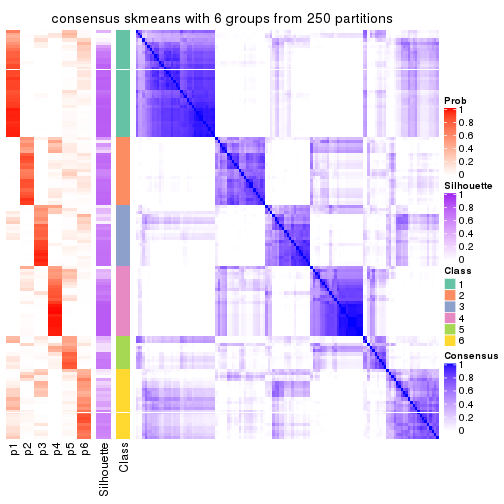 consensus skmeans with 6 groups from 250 partitions
Prob
1
0.8
0.6
0.4
0.2
0
Silhouette
1
0.8
0.6
0.4
0.2
0
Class
1
2
3
4
5
6
Consensus
1
0.8
0.6
0.4
0.2
0
p1
p2
p3
p4
p5
p6
Silhouette
Class